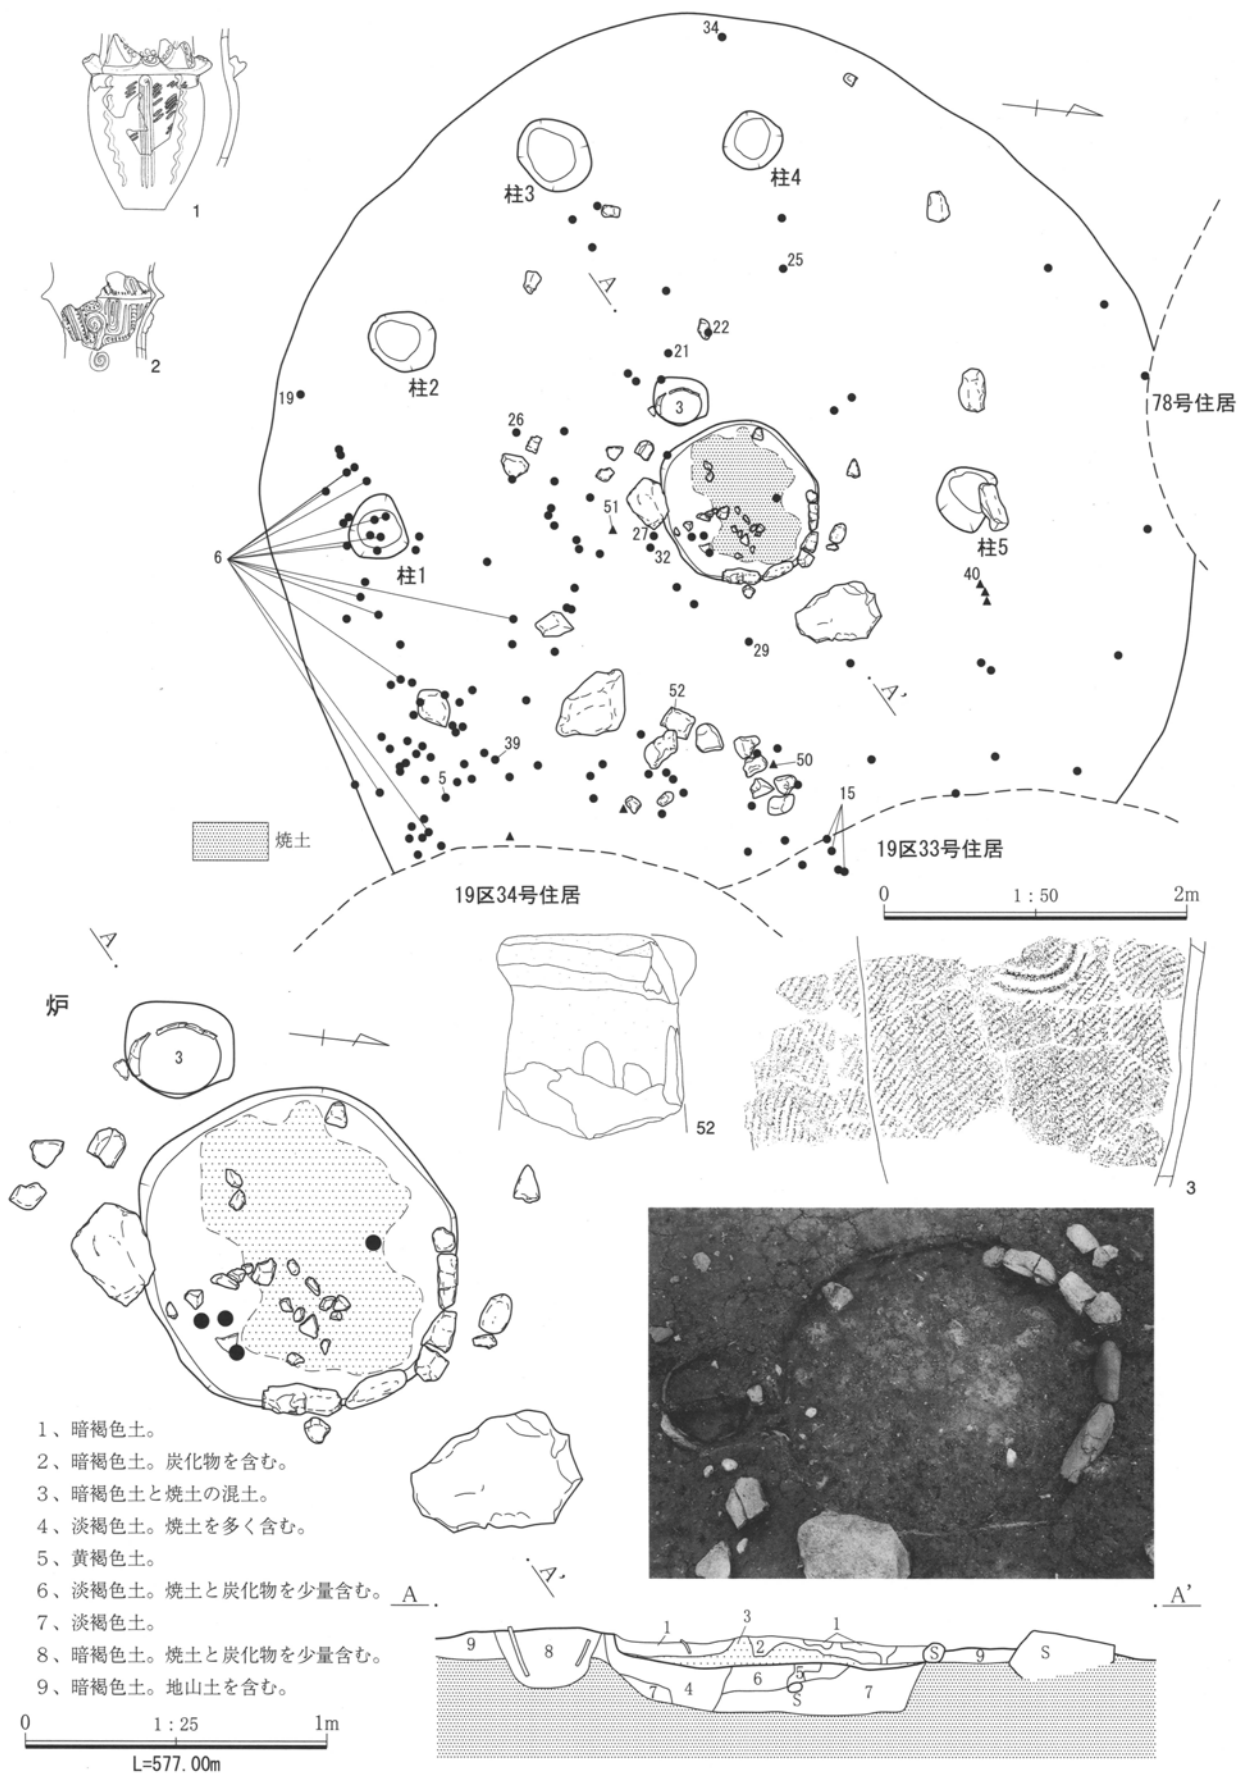 34
柱3
柱4
1
25
A
22
2
21
柱2
19
3
78号住居
26
51
27
柱5
6
32
柱1
40
29
A'
52
39
50
5
15
焼土
19区33号住居
19区34号住居
0 1:50 2m
A
炉
3
52
3
1、暗褐色土。
2、暗褐色土。炭化物を含む。
3、暗褐色土と焼土の混土。
4、淡褐色土。焼土を多く含む。
5、黄褐色土。
6、淡褐色土。焼土と炭化物を少量含む。
7、淡褐色土。
8、暗褐色土。焼土と炭化物を少量含む。
9、暗褐色土。地山土を含む。
A'
A A'
9 8 1 3 2 1 S 9 S
7 4 6 5 S 7
0 1:25 1m
L=577.00m